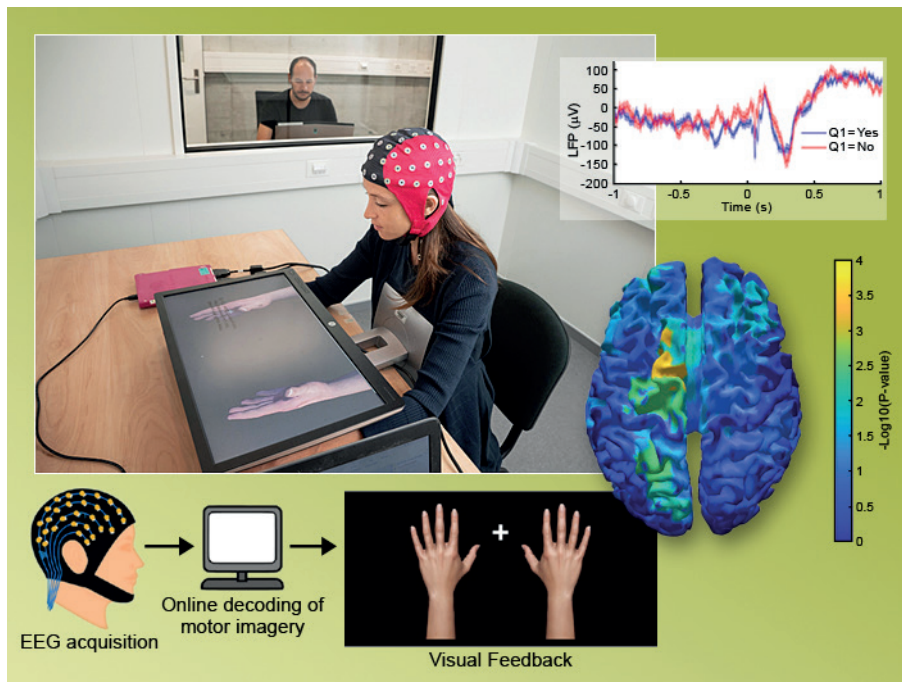 100
50
0
-50
-100
-150
-200
LFP (µV)
Q1=Yes
Q1=No
-1
-0.5
0
0.5
1
Time (s)
4
3.5
3
2.5
2
1.5
1
0.5
0
-Log10(P-value)
EEG acquisition
Online decoding of
motor imagery
Visual Feedback